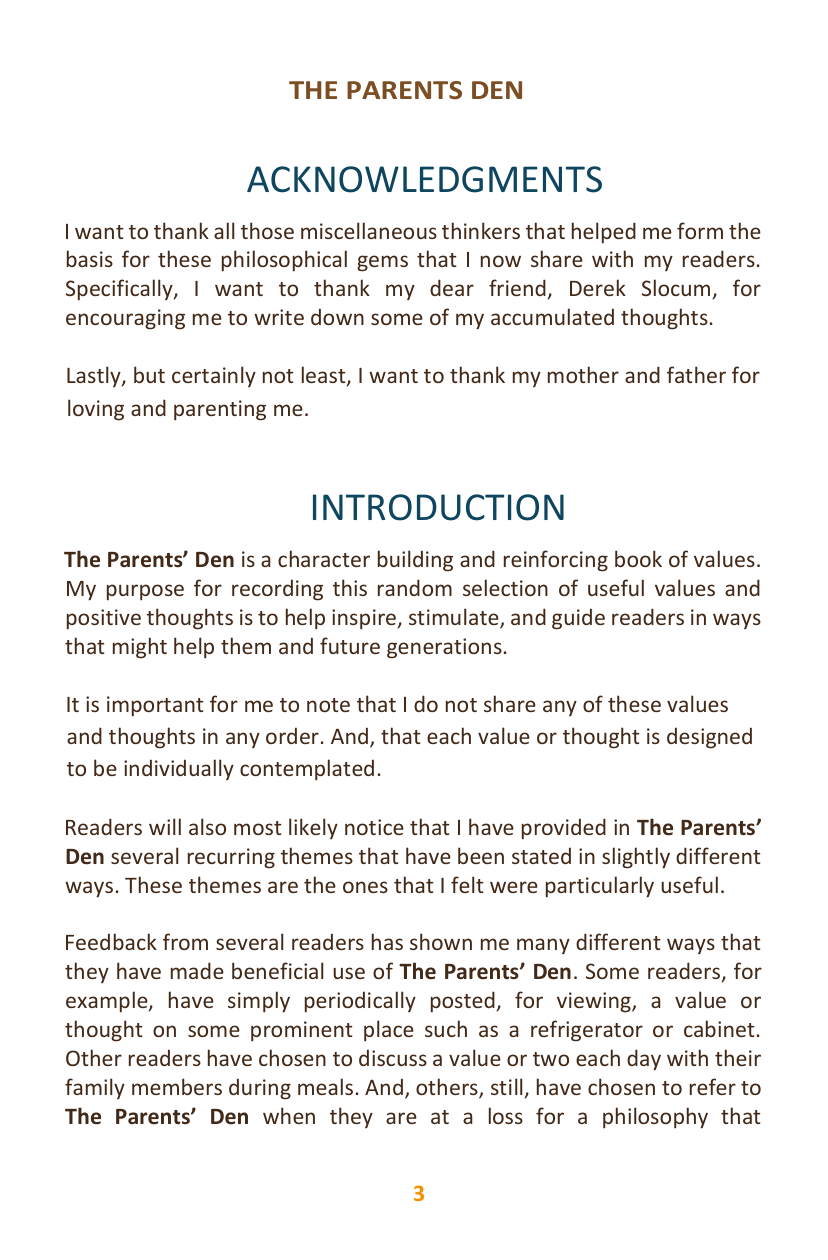 THE PARENTS DEN
ACKNOWLEDGMENTS
I want to thank all those miscellaneous thinkers that helped me form the
basis for these philosophical gems that I now share with my readers.
Specifically, I want to thank my dear friend, Derek Slocum, for
encouraging me to write down some of my accumulated thoughts.
Lastly, but certainly not least, I want to thank my mother and father for
loving and parenting me.
INTRODUCTION
The Parents’ Den is a character building and reinforcing book of values.
My purpose for recording this random selection of useful values and
positive thoughts is to help inspire, stimulate, and guide readers in ways
that might help them and future generations.
It is important for me to note that I do not share any of these values
and thoughts in any order. And, that each value or thought is designed
to be individually contemplated.
Readers will also most likely notice that I have provided in The Parents’
Den several recurring themes that have been stated in slightly different
ways. These themes are the ones that I felt were particularly useful.
Feedback from several readers has shown me many different ways that
they have made beneficial use of The Parents’ Den. Some readers, for
example, have simply periodically posted, for viewing, a value or
thought on some prominent place such as a refrigerator or cabinet.
Other readers have chosen to discuss a value or two each day with their
family members during meals. And, others, still, have chosen to refer to
The Parents’ Den when they are at a loss for a philosophy that
3